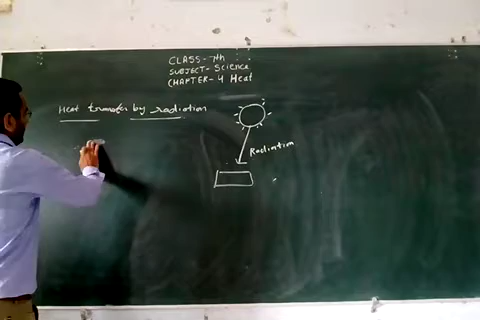 CLASS-7th
SUBJECT-Science
CHAPTER-4 Heat
Heat transfer by radiation
Radiation